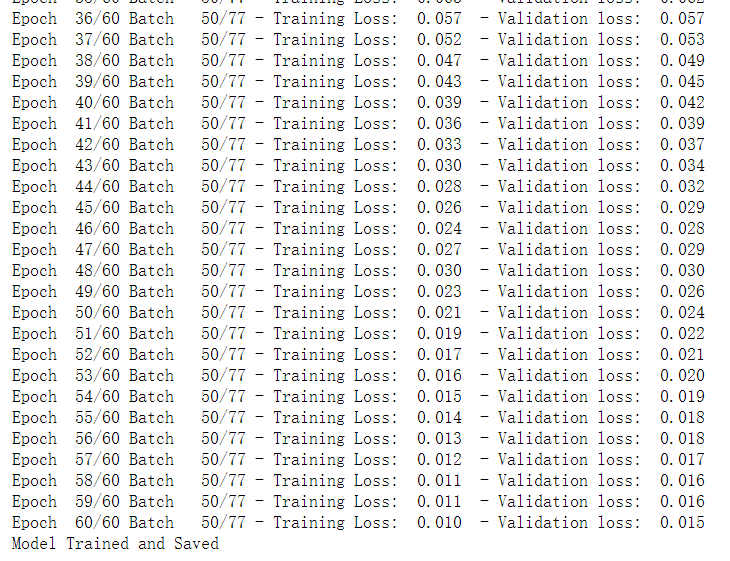 Epoch 36/60 Batch 50/77 - Training Loss: 0.057 - Validation loss: 0.057
Epoch 37/60 Batch 50/77 - Training Loss: 0.052 - Validation loss: 0.053
Epoch 38/60 Batch 50/77 - Training Loss: 0.047 - Validation loss: 0.049
Epoch 39/60 Batch 50/77 - Training Loss: 0.043 - Validation loss: 0.045
Epoch 40/60 Batch 50/77 - Training Loss: 0.039 - Validation loss: 0.042
Epoch 41/60 Batch 50/77 - Training Loss: 0.036 - Validation loss: 0.039
Epoch 42/60 Batch 50/77 - Training Loss: 0.033 - Validation loss: 0.037
Epoch 43/60 Batch 50/77 - Training Loss: 0.030 - Validation loss: 0.034
Epoch 44/60 Batch 50/77 - Training Loss: 0.028 - Validation loss: 0.032
Epoch 45/60 Batch 50/77 - Training Loss: 0.026 - Validation loss: 0.029
Epoch 46/60 Batch 50/77 - Training Loss: 0.024 - Validation loss: 0.028
Epoch 47/60 Batch 50/77 - Training Loss: 0.027 - Validation loss: 0.029
Epoch 48/60 Batch 50/77 - Training Loss: 0.030 - Validation loss: 0.030
Epoch 49/60 Batch 50/77 - Training Loss: 0.023 - Validation loss: 0.026
Epoch 50/60 Batch 50/77 - Training Loss: 0.021 - Validation loss: 0.024
Epoch 51/60 Batch 50/77 - Training Loss: 0.019 - Validation loss: 0.022
Epoch 52/60 Batch 50/77 - Training Loss: 0.017 - Validation loss: 0.021
Epoch 53/60 Batch 50/77 - Training Loss: 0.016 - Validation loss: 0.020
Epoch 54/60 Batch 50/77 - Training Loss: 0.015 - Validation loss: 0.019
Epoch 55/60 Batch 50/77 - Training Loss: 0.014 - Validation loss: 0.018
Epoch 56/60 Batch 50/77 - Training Loss: 0.013 - Validation loss: 0.018
Epoch 57/60 Batch 50/77 - Training Loss: 0.012 - Validation loss: 0.017
Epoch 58/60 Batch 50/77 - Training Loss: 0.011 - Validation loss: 0.016
Epoch 59/60 Batch 50/77 - Training Loss: 0.011 - Validation loss: 0.016
Epoch 60/60 Batch 50/77 - Training Loss: 0.010 - Validation loss: 0.015
Model Trained and Saved